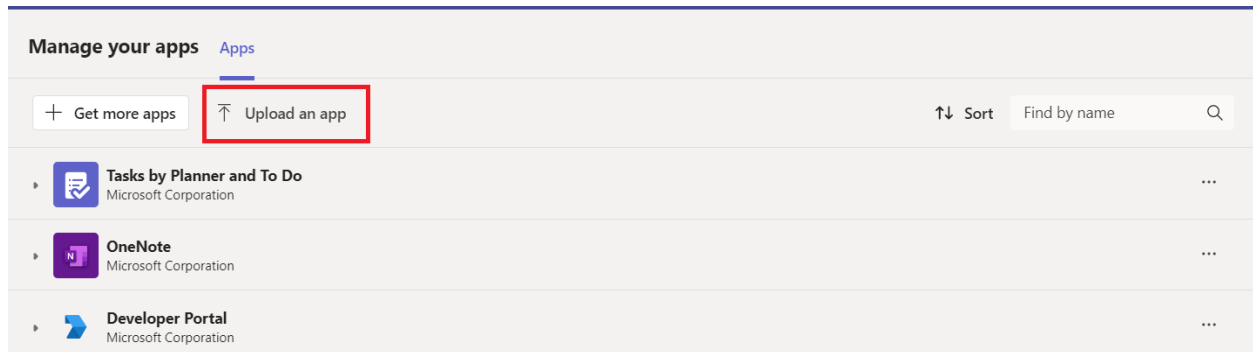 Manage your apps Apps
Get more apps Upload an app Sort Find by name
Tasks by Planner and To Do
Microsoft Corporation
OneNote
Microsoft Corporation
Developer Portal
Microsoft Corporation